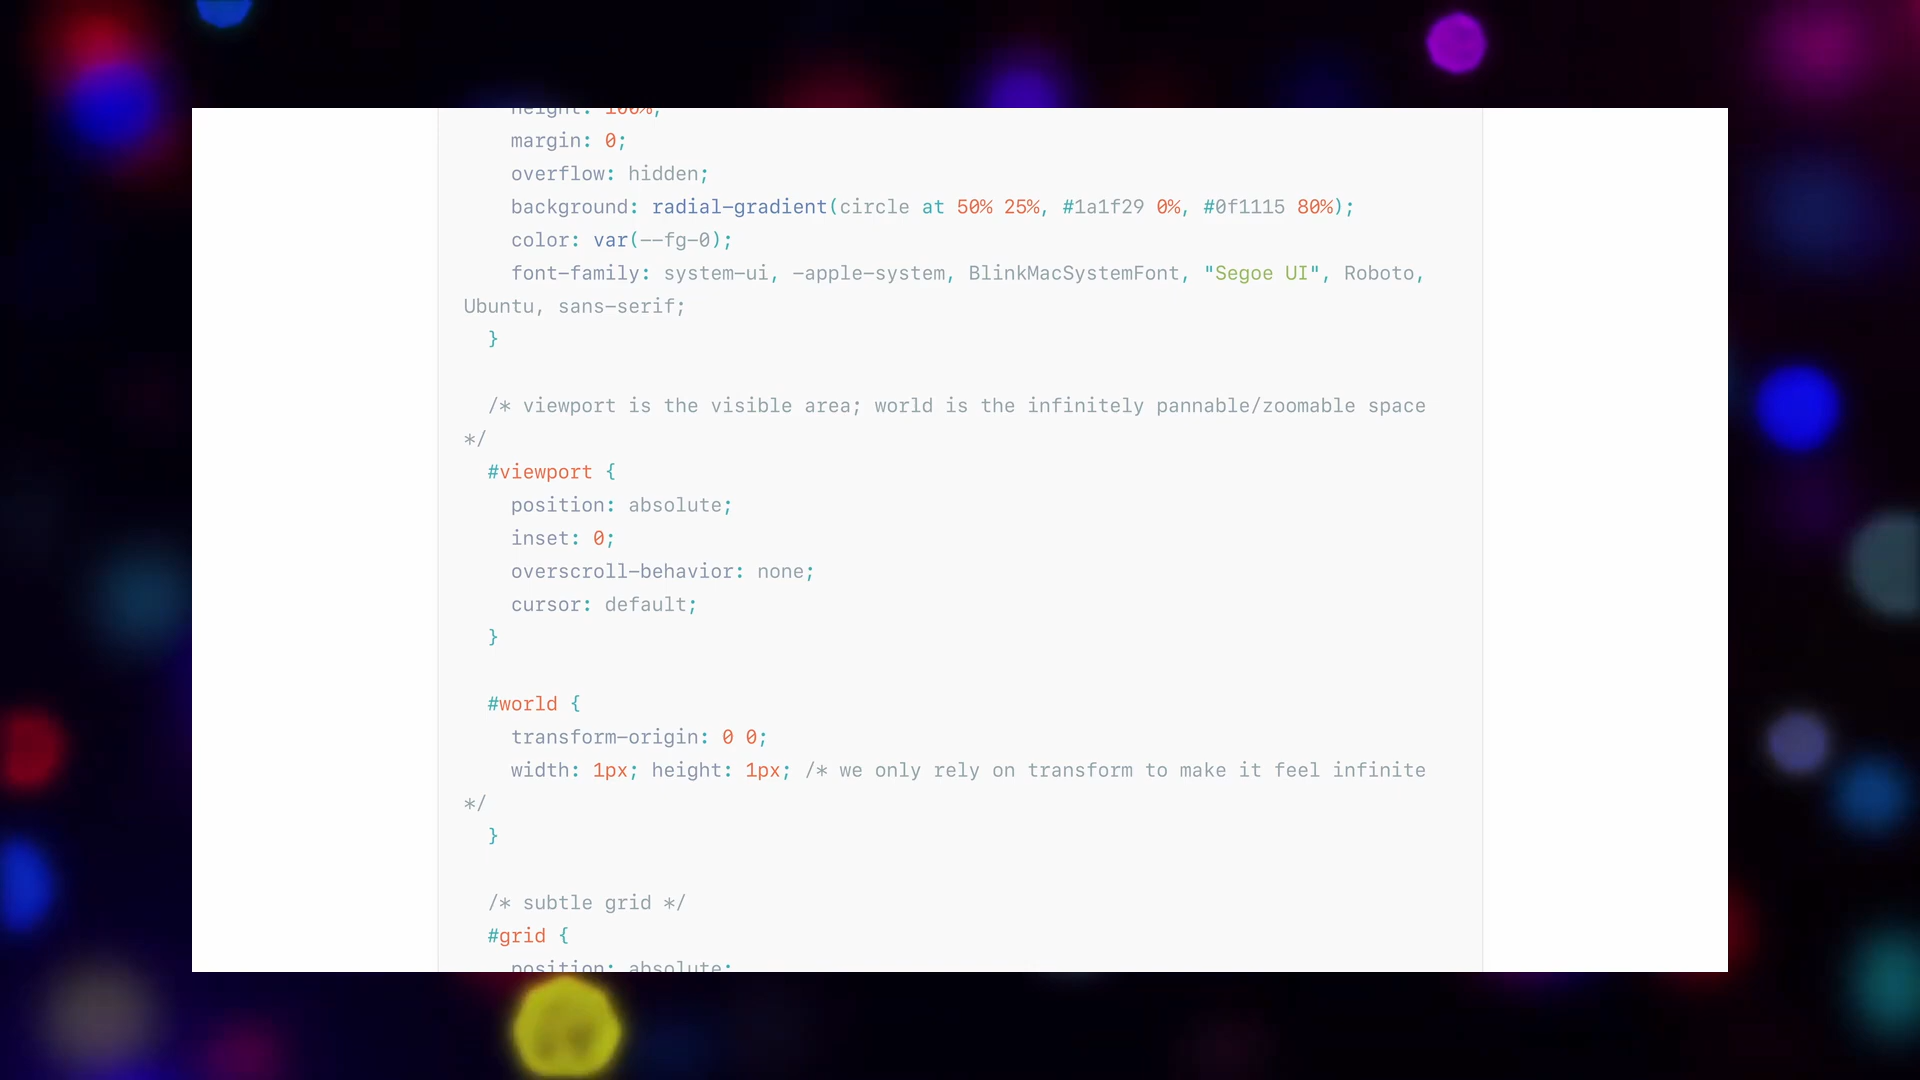 height: 100%;
margin: 0;
overflow: hidden;
background: radial-gradient(circle at 50% 25%, #1a1f29 0%, #0f1115 80%);
color: var(--fg-0);
font-family: system-ui, -apple-system, BlinkMacSystemFont, "Segoe UI", Roboto,
Ubuntu, sans-serif;
}
/* viewport is the visible area; world is the infinitely pannable/zoomable space
*/
#viewport {
position: absolute;
inset: 0;
overscroll-behavior: none;
cursor: default;
}
#world {
transform-origin: 0 0;
width: 1px; height: 1px; /* we only rely on transform to make it feel infinite
*/
}
/* subtle grid */
#grid {
position: absolute;